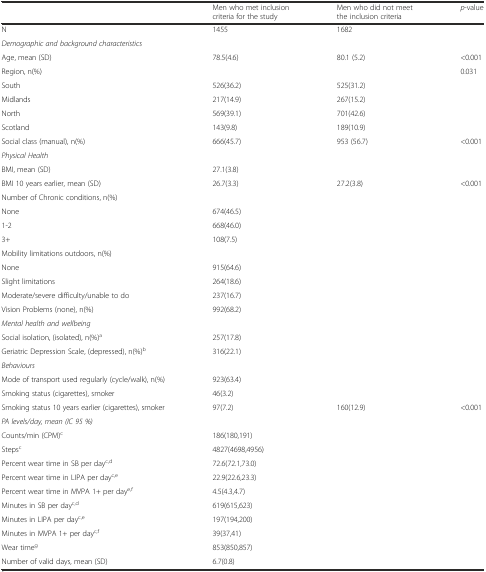 Men who met inclusion criteria for the study Men who did not meet the inclusion criteria p-value
N 1455 1682
Demographic and background characteristics
Age, mean (SD) 78.5(4.6) 80.1 (5.2) <0.001
Region, n(%) 0.031
South 526(36.2) 525(31.2)
Midlands 217(14.9) 267(15.2)
North 569(39.1) 701(42.6)
Scotland 143(9.8) 189(10.9)
Social class (manual), n(%) 666(45.7) 953 (56.7) <0.001
Physical Health
BMI, mean (SD) 27.1(3.8)
BMI 10 years earlier, mean (SD) 26.7(3.3) 27.2(3.8) <0.001
Number of Chronic conditions, n(%)
None 674(46.5)
1-2 668(46.0)
3+ 108(7.5)
Mobility limitations outdoors, n(%)
None 915(64.6)
Slight limitations 264(18.6)
Moderate/severe difficulty/unable to do 237(16.7)
Vision Problems (none), n(%) 992(68.2)
Mental health and wellbeing
Social isolation, (isolated), n(%)a 257(17.8)
Geriatric Depression Scale, (depressed), n(%)b 316(22.1)
Behaviours
Mode of transport used regularly (cycle/walk), n(%) 923(63.4)
Smoking status (cigarettes), smoker 46(3.2)
Smoking status 10 years earlier (cigarettes), smoker 97(7.2) 160(12.9) <0.001
PA levels/day, mean (IC 95 %)
Counts/min (CPM)c 186(180,191)
Stepsc 4827(4698,4956)
Percent wear time in SB per dayc,d 72.6(72.1,73.0)
Percent wear time in LIPA per dayc,e 22.9(22.6,23.3)
Percent wear time in MVPA 1+ per daye,f 4.5(4.3,4.7)
Minutes in SB per dayc,d 619(615,623)
Minutes in LIPA per dayc,e 197(194,200)
Minutes in MVPA 1+ per dayc,f 39(37,41)
Wear timeg 853(850,857)
Number of valid days, mean (SD) 6.7(0.8)